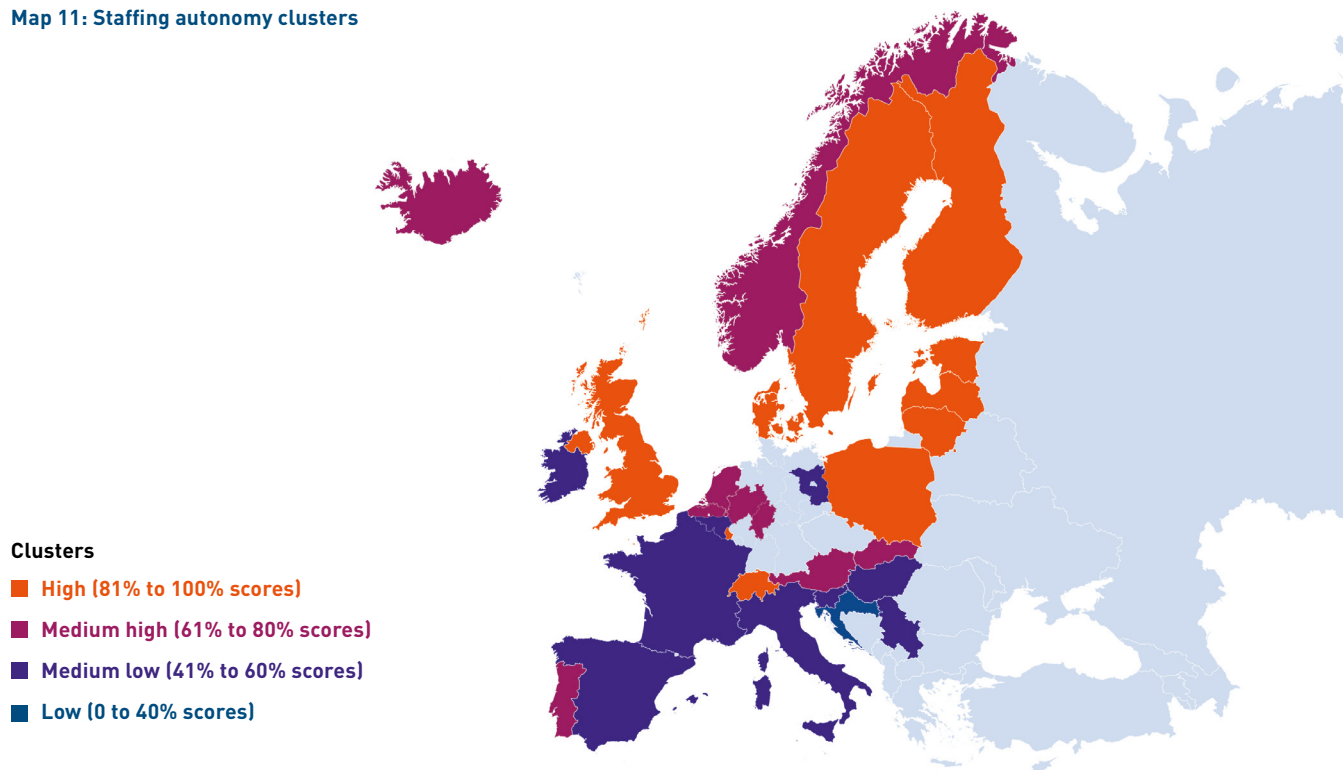 Map 11: Staffing autonomy clusters
Clusters
High (81% to 100% scores)
Medium high (61% to 80% scores)
Medium low (41% to 60% scores)
Low (0 to 40% scores)